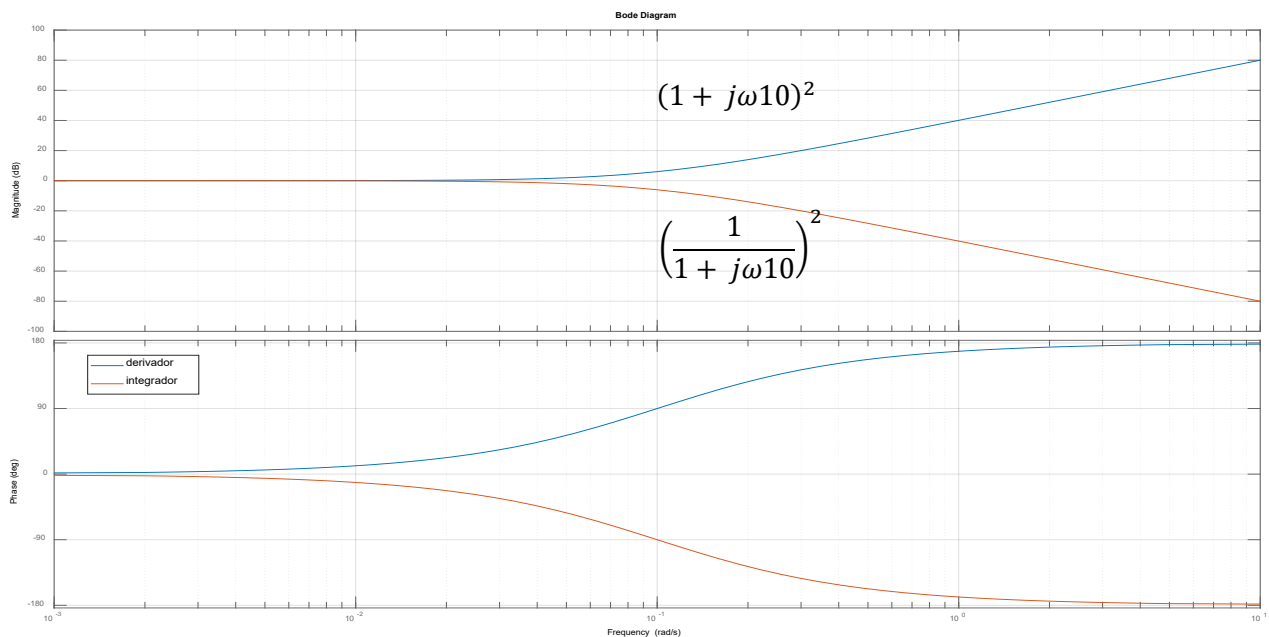 Bode Diagram
100
80
60
40
20
0
-20
-40
-60
-80
-100
Magnitude (dB)
(1 + jω10)²
(1 / (1 + jω10))²
180
90
0
-90
-180
Phase (deg)
derivador
integrador
10⁻³ 10⁻² 10⁻¹ 10⁰ 10¹
Frequency (rad/s)